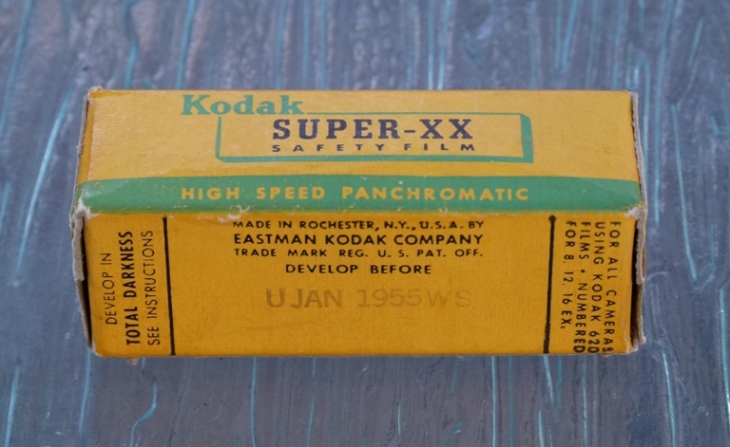 Kodak
SUPER-XX
SAFETY FILM
HIGH SPEED PANCHROMATIC
DEVELOP IN
TOTAL DARKNESS
SEE INSTRUCTIONS
MADE IN ROCHESTER, N.Y., U.S.A. BY
EASTMAN KODAK COMPANY
TRADE MARK REG. U. S. PAT. OFF.
DEVELOP BEFORE
U JAN 1955 WS
FOR ALL CAMERAS
USING KODAK 620
FILMS • NUMBERED
FOR 8. 12. 16 EX.